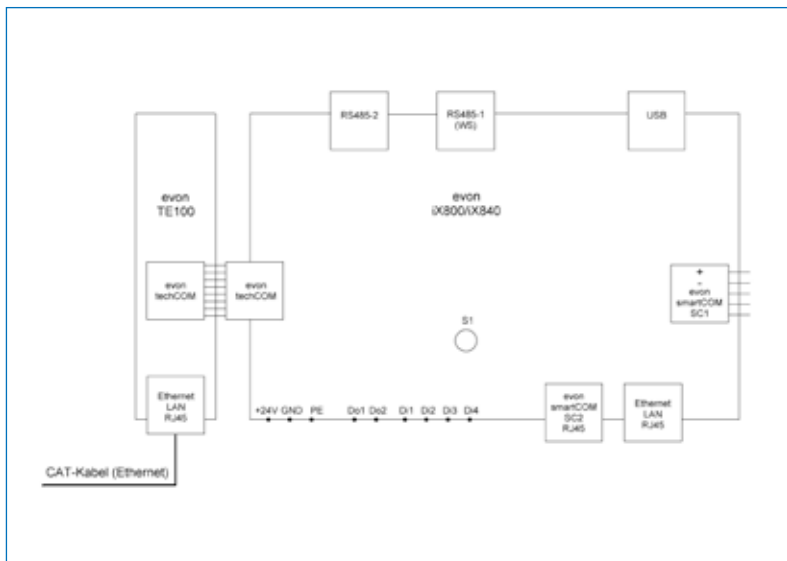 RS485-2
RS485-1
(WS)
USB
evon
TE100
evon
iX800/iX840
evon
techCOM
evon
techCOM
+
-
evon
smartCOM
SC1
S1
Ethernet
LAN
RJ45
+24V GND PE Do1 Do2 Di1 Di2 Di3 Di4
evon
smartCOM
SC2
RJ45
Ethernet
LAN
RJ45
CAT-Kabel (Ethernet)